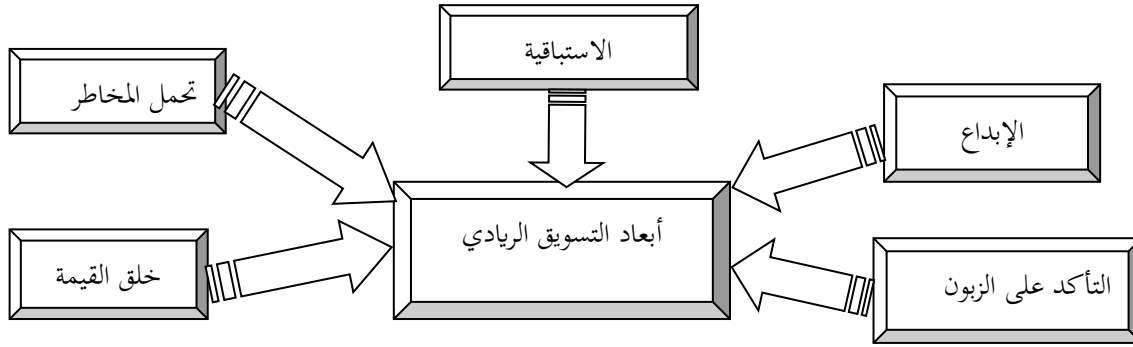 الاستباقية
تحمل المخاطر
الإبداع
أبعاد التسويق الريادي
خلق القيمة
التأكد على الزبون